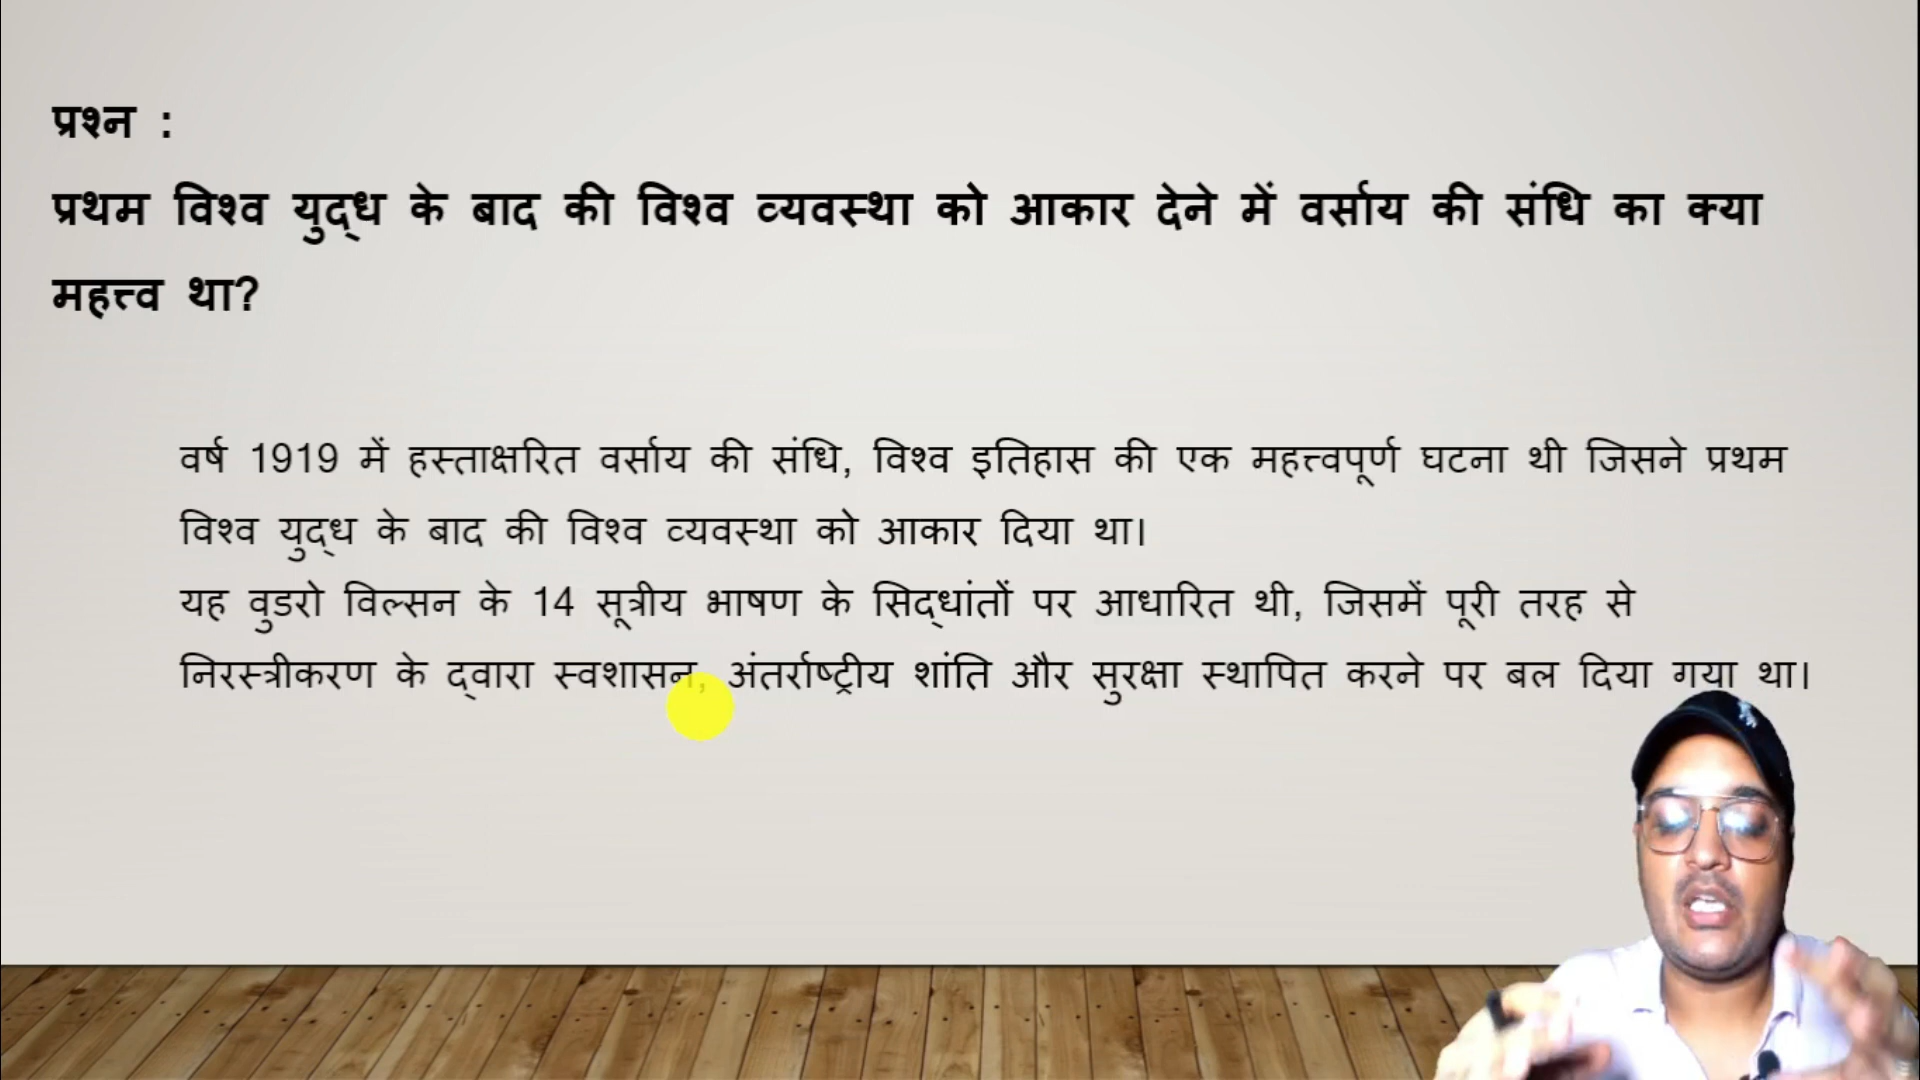 प्रश्न :
प्रथम विश्व युद्ध के बाद की विश्व व्यवस्था को आकार देने में वर्साय की संधि का क्या
महत्त्व था?
वर्ष 1919 में हस्ताक्षरित वर्साय की संधि, विश्व इतिहास की एक महत्त्वपूर्ण घटना थी जिसने प्रथम
विश्व युद्ध के बाद की विश्व व्यवस्था को आकार दिया था।
यह वुडरो विल्सन के 14 सूत्रीय भाषण के सिद्धांतों पर आधारित थी, जिसमें पूरी तरह से
निरस्त्रीकरण के द्वारा स्वशासन, अंतर्राष्ट्रीय शांति और सुरक्षा स्थापित करने पर बल दिया गया था।